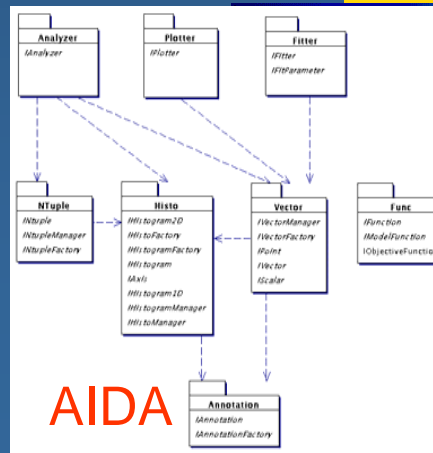 Analyzer
IAnalyzer
Plotter
IPlotter
Fitter
IFitter
IFitParameter
NTuple
INtuple
INtupleManager
INtupleFactory
Histo
IHistogram2D
IHistoFactory
IHistogramFactory
IHistogram
IAxis
IHistogram1D
IHistogramManager
IHistoManager
Vector
IVectorManager
IVectorFactory
IPoint
IVector
IScalar
Func
IFunction
IModelFunction
IObjectiveFunctio
AIDA
Annotation
IAnnotation
IAnnotationFactory